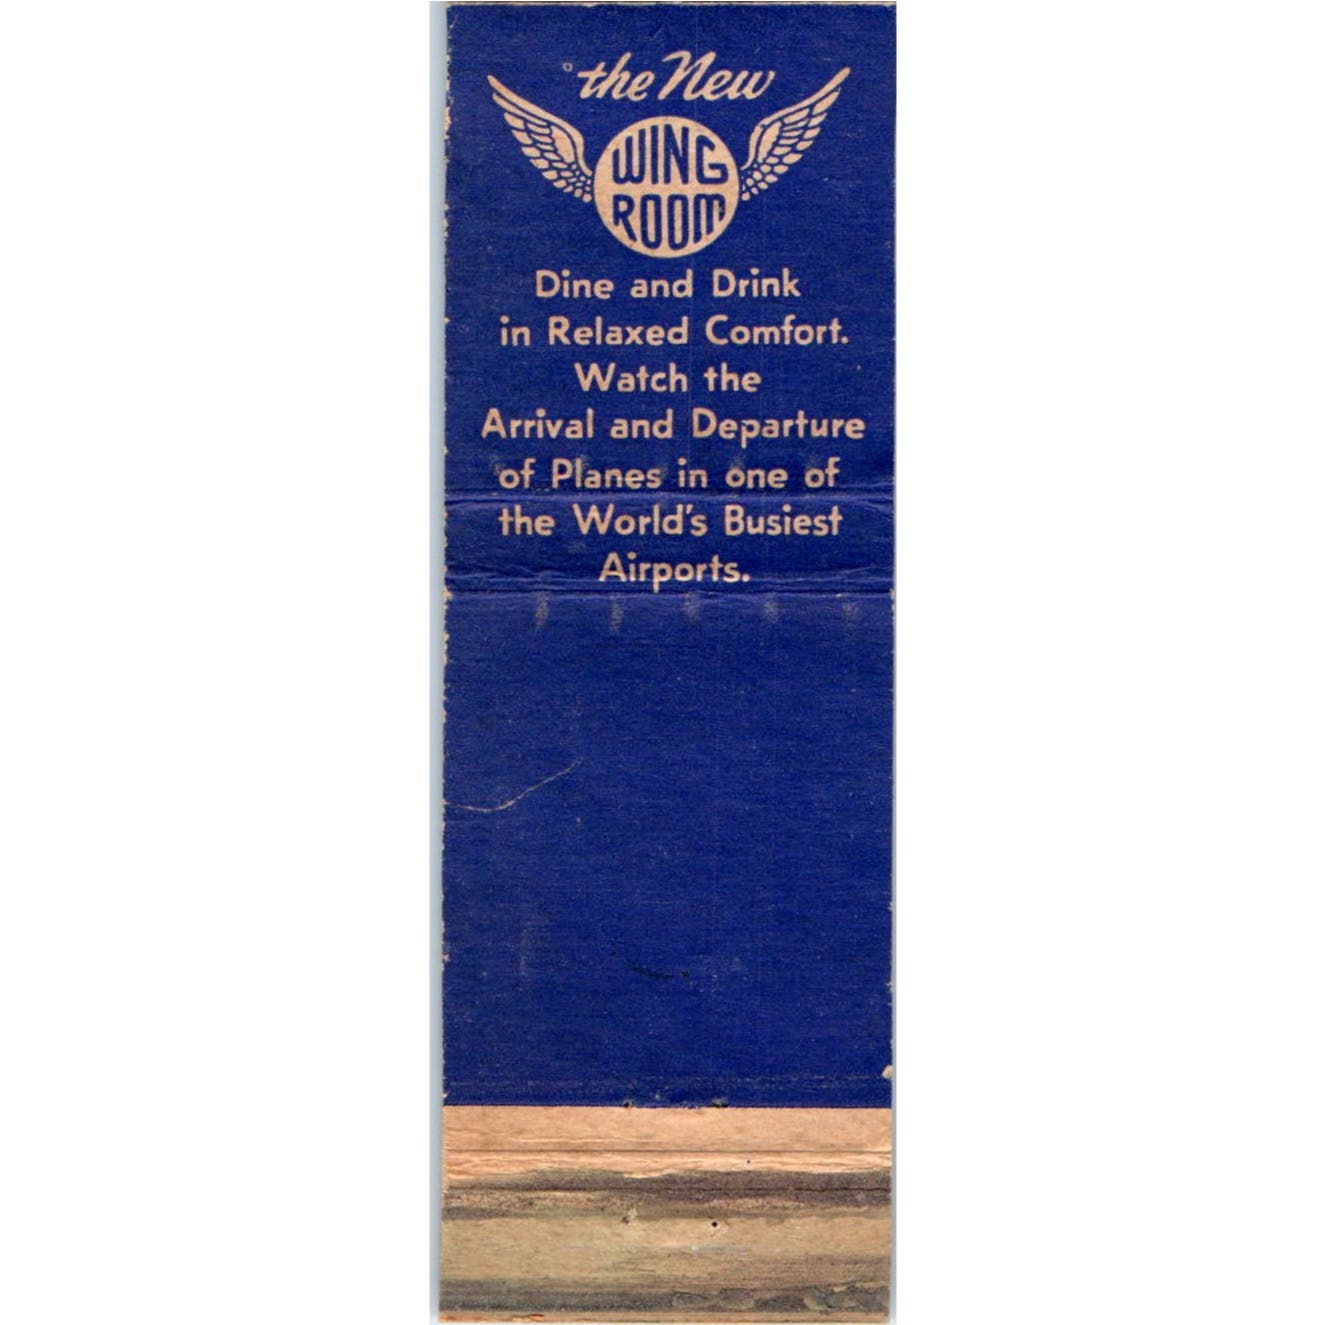 the New
WING
ROOM
Dine and Drink
in Relaxed Comfort.
Watch the
Arrival and Departure
of Planes in one of
the World's Busiest
Airports.